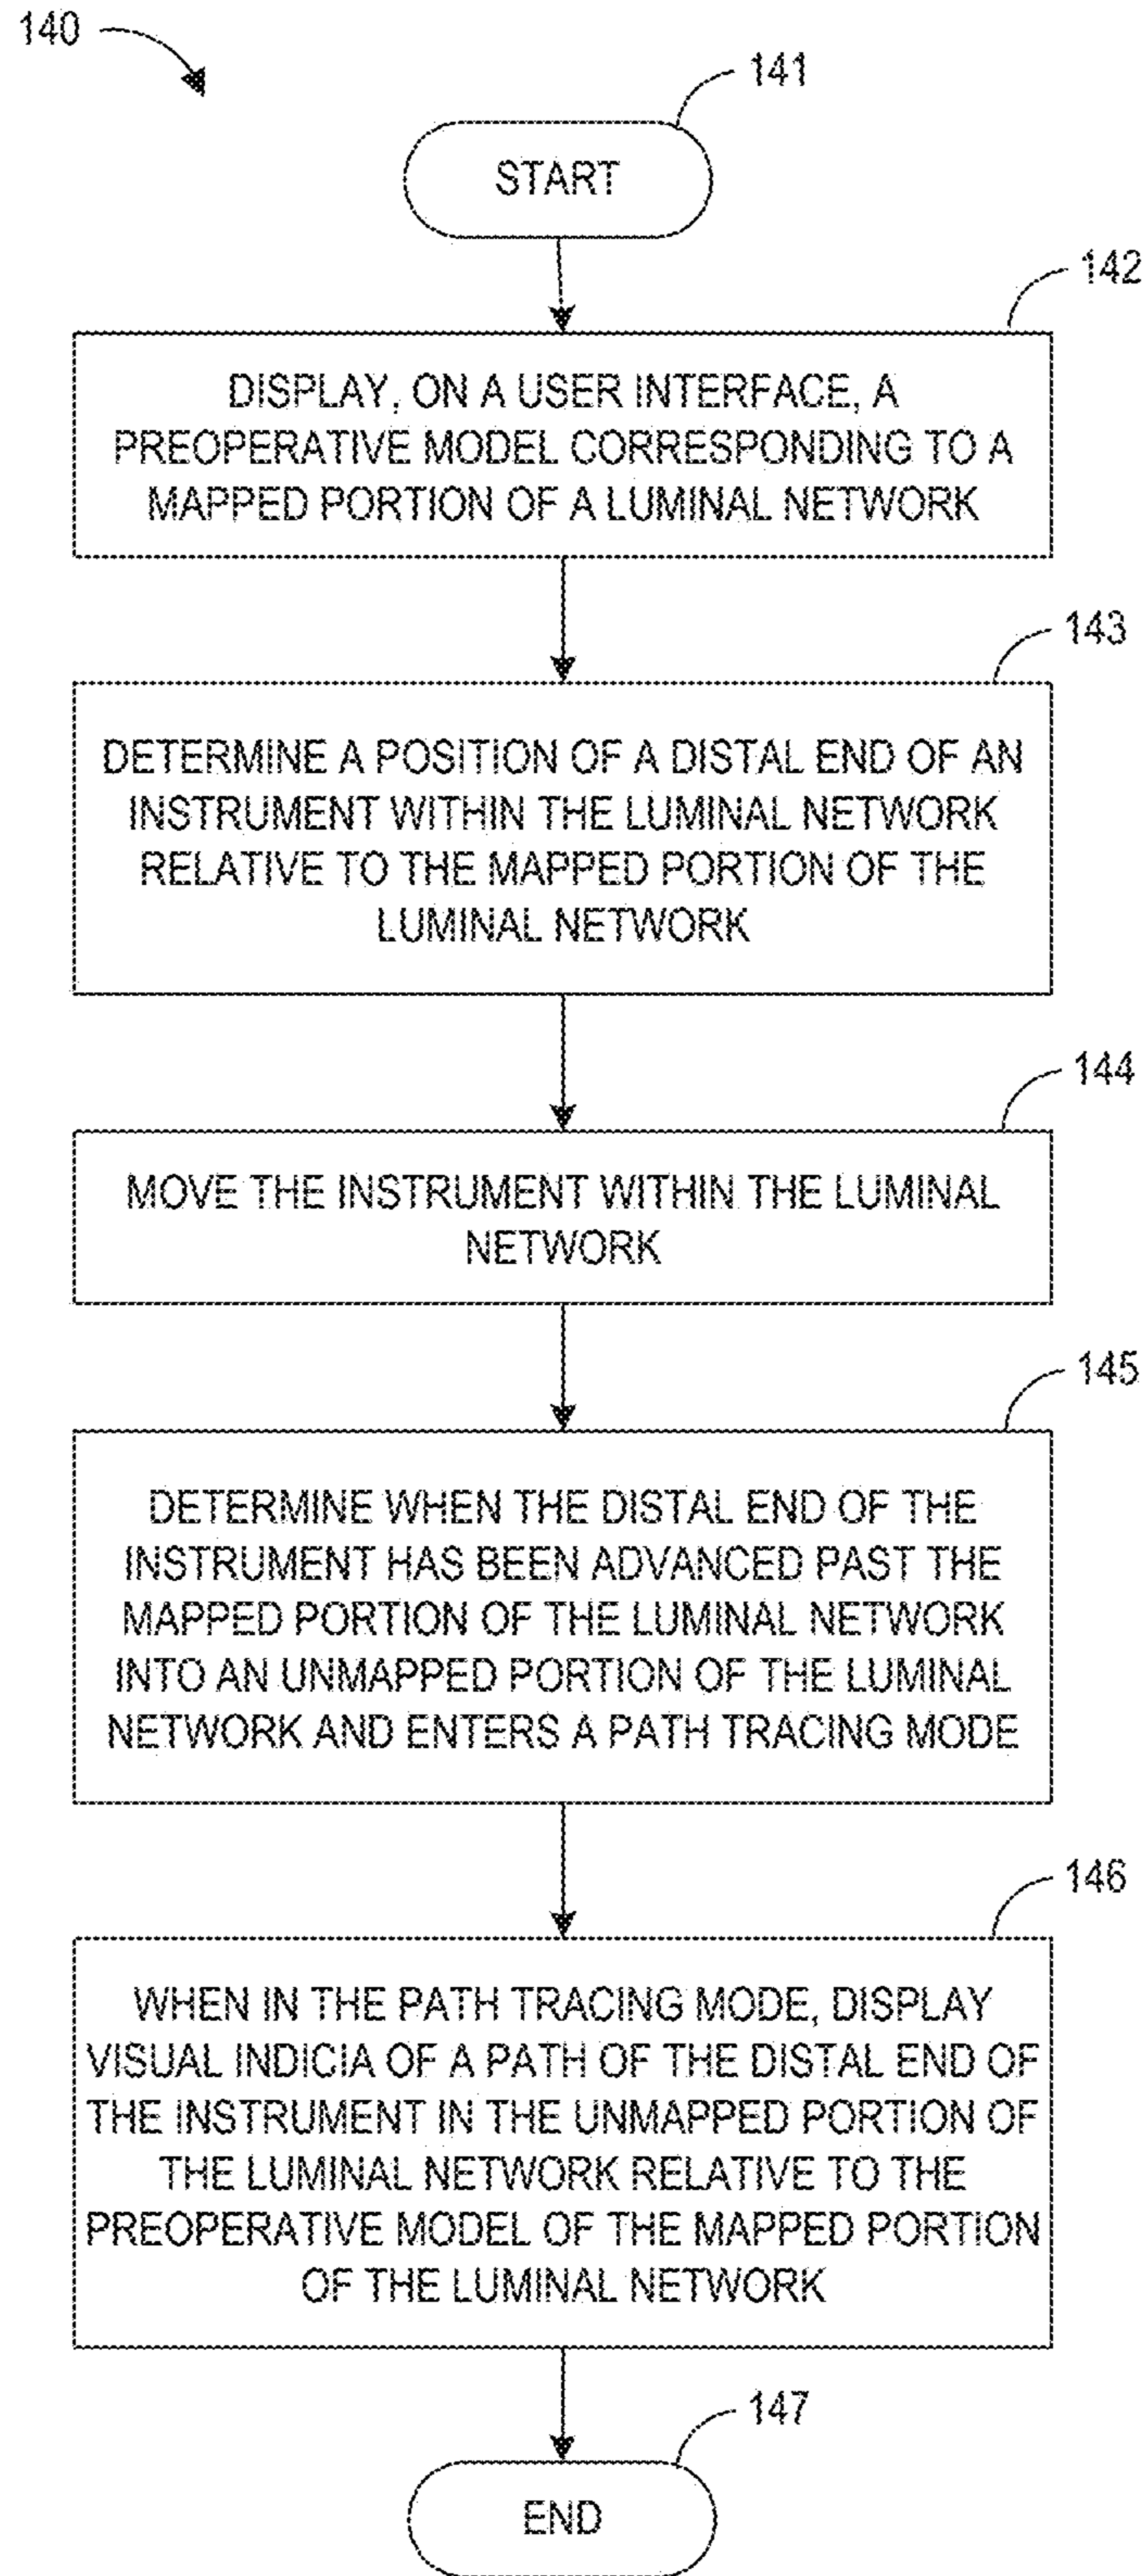 140
141
START
142
DISPLAY, ON A USER INTERFACE, A
PREOPERATIVE MODEL CORRESPONDING TO A
MAPPED PORTION OF A LUMINAL NETWORK
143
DETERMINE A POSITION OF A DISTAL END OF AN
INSTRUMENT WITHIN THE LUMINAL NETWORK
RELATIVE TO THE MAPPED PORTION OF THE
LUMINAL NETWORK
144
MOVE THE INSTRUMENT WITHIN THE LUMINAL
NETWORK
145
DETERMINE WHEN THE DISTAL END OF THE
INSTRUMENT HAS BEEN ADVANCED PAST THE
MAPPED PORTION OF THE LUMINAL NETWORK
INTO AN UNMAPPED PORTION OF THE LUMINAL
NETWORK AND ENTERS A PATH TRACING MODE
146
WHEN IN THE PATH TRACING MODE, DISPLAY
VISUAL INDICIA OF A PATH OF THE DISTAL END OF
THE INSTRUMENT IN THE UNMAPPED PORTION OF
THE LUMINAL NETWORK RELATIVE TO THE
PREOPERATIVE MODEL OF THE MAPPED PORTION
OF THE LUMINAL NETWORK
147
END